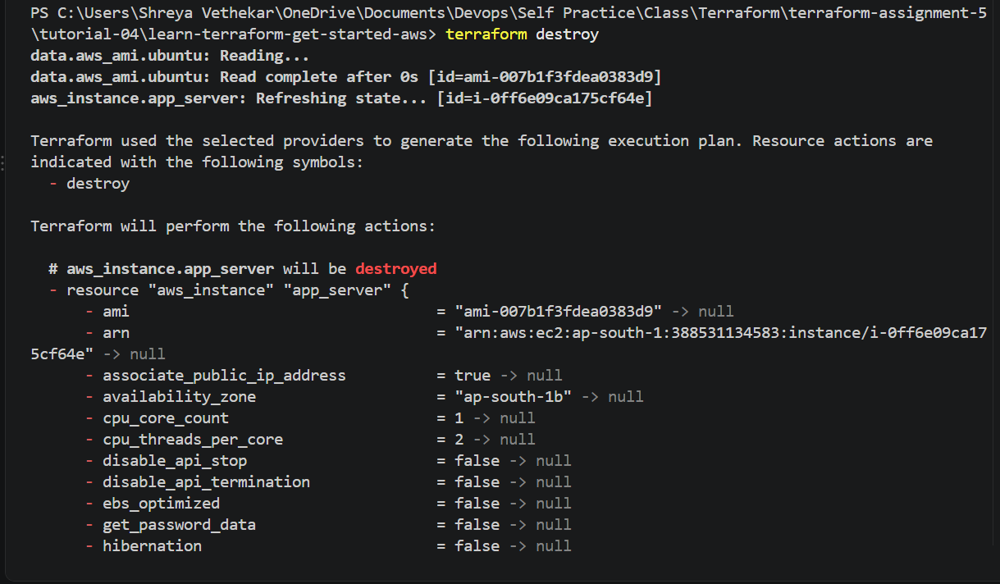 PS C:\Users\Shreya Vethekar\OneDrive\Documents\Devops\Self Practice\Class\Terraform\terraform-assignment-5
\tutorial-04\learn-terraform-get-started-aws> terraform destroy
data.aws_ami.ubuntu: Reading...
data.aws_ami.ubuntu: Read complete after 0s [id=ami-007b1f3fdea0383d9]
aws_instance.app_server: Refreshing state... [id=i-0ff6e09ca175cf64e]

Terraform used the selected providers to generate the following execution plan. Resource actions are
indicated with the following symbols:
  - destroy

Terraform will perform the following actions:

  # aws_instance.app_server will be destroyed
  - resource "aws_instance" "app_server" {
      - ami                                  = "ami-007b1f3fdea0383d9" -> null
      - arn                                  = "arn:aws:ec2:ap-south-1:388531134583:instance/i-0ff6e09ca17
5cf64e" -> null
      - associate_public_ip_address          = true -> null
      - availability_zone                    = "ap-south-1b" -> null
      - cpu_core_count                       = 1 -> null
      - cpu_threads_per_core                 = 2 -> null
      - disable_api_stop                     = false -> null
      - disable_api_termination              = false -> null
      - ebs_optimized                        = false -> null
      - get_password_data                    = false -> null
      - hibernation                          = false -> null